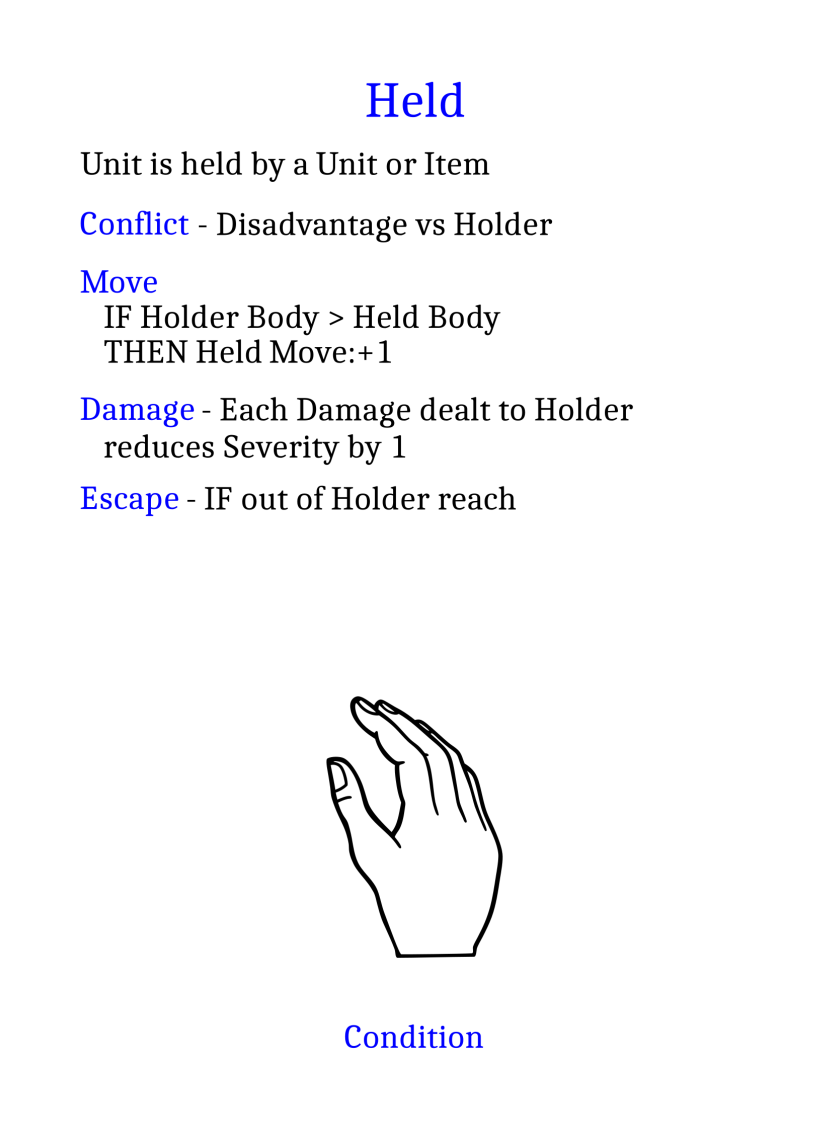 Held
Unit is held by a Unit or Item
Conflict - Disadvantage vs Holder
Move
IF Holder Body > Held Body
THEN Held Move:+1
Damage - Each Damage dealt to Holder
reduces Severity by 1
Escape - IF out of Holder reach
Condition